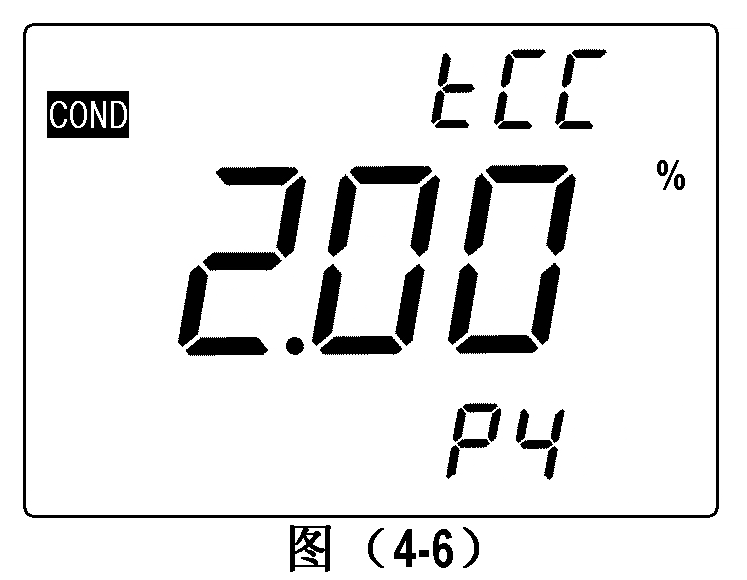 tCC
COND
2.00 %
P4
图（4-6）